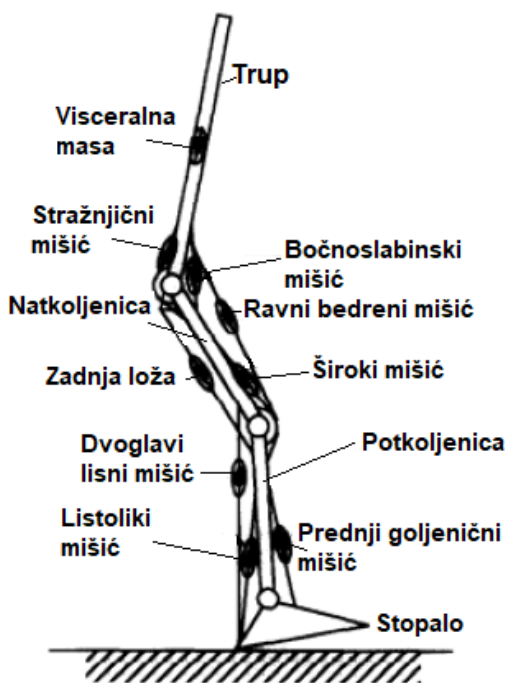 Trup
Visceralna
masa
Stražnjični
mišić
Bočnoslabinski
mišić
Natkoljenica
Ravni bedreni mišić
Zadnja loža
Široki mišić
Dvoglavi
lisni mišić
Potkoljenica
Listoliki
mišić
Prednji goljenični
mišić
Stopalo